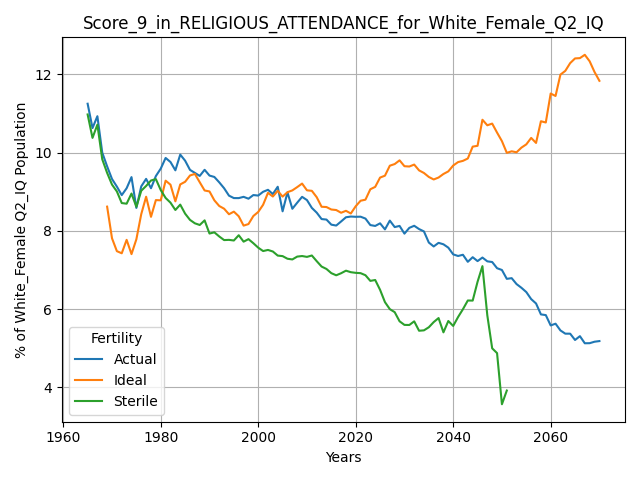 Score_9_in_RELIGIOUS_ATTENDANCE_for_White_Female_Q2_IQ
% of White_Female Q2_IQ Population
12
10
8
6
4
Fertility
Actual
Ideal
Sterile
1960
1980
2000
2020
2040
2060
Years